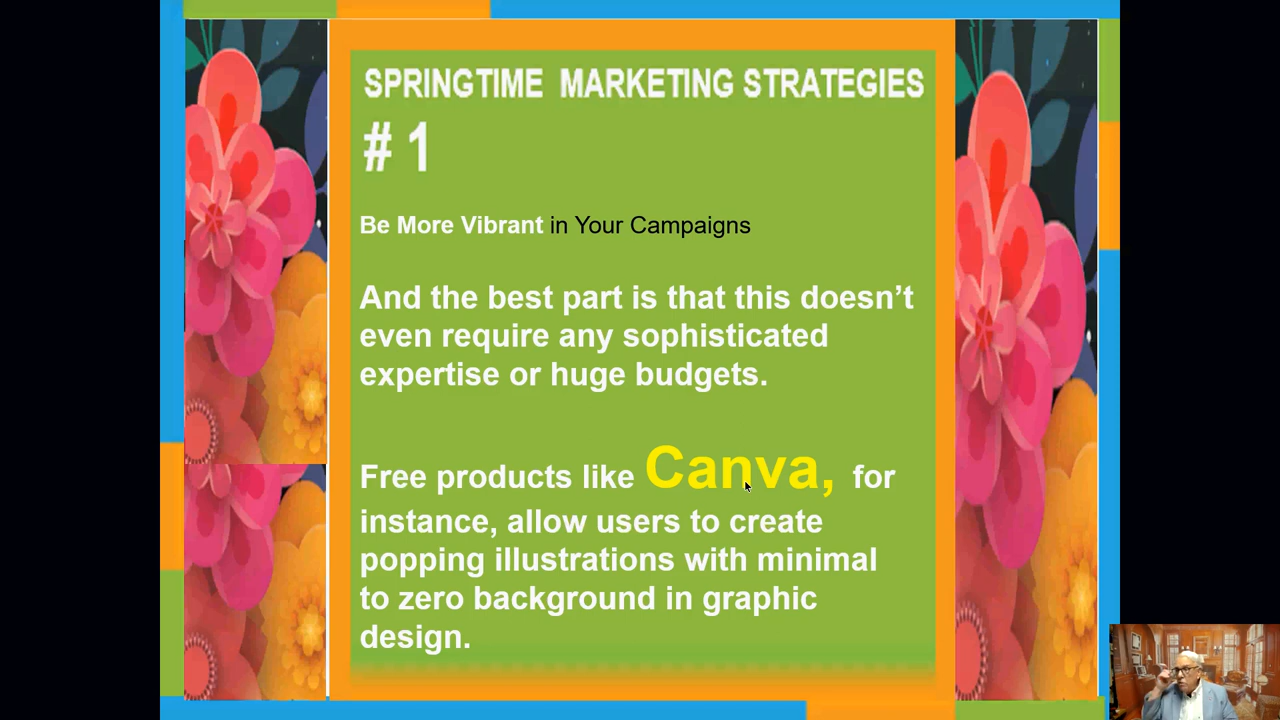 SPRINGTIME MARKETING STRATEGIES
# 1
Be More Vibrant in Your Campaigns
And the best part is that this doesn’t
even require any sophisticated
expertise or huge budgets.
Free products like Canva, for
instance, allow users to create
popping illustrations with minimal
to zero background in graphic
design.